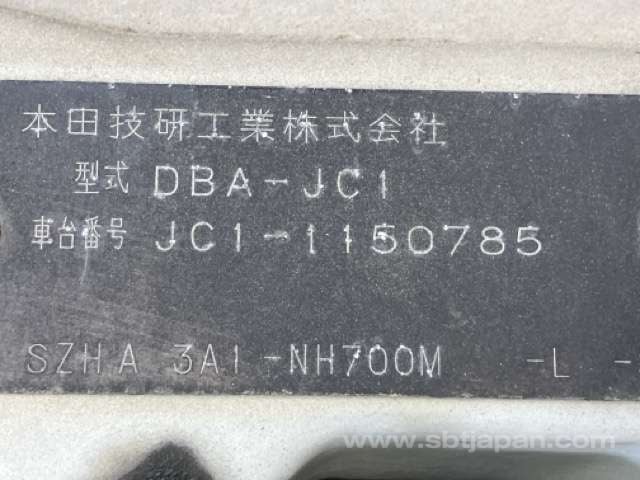 本田技研工業株式会社
型式 DBA-JC1
車台番号 JC1-1150785
SZHA 3A1-NH700M -L -
www.sbtjapan.com